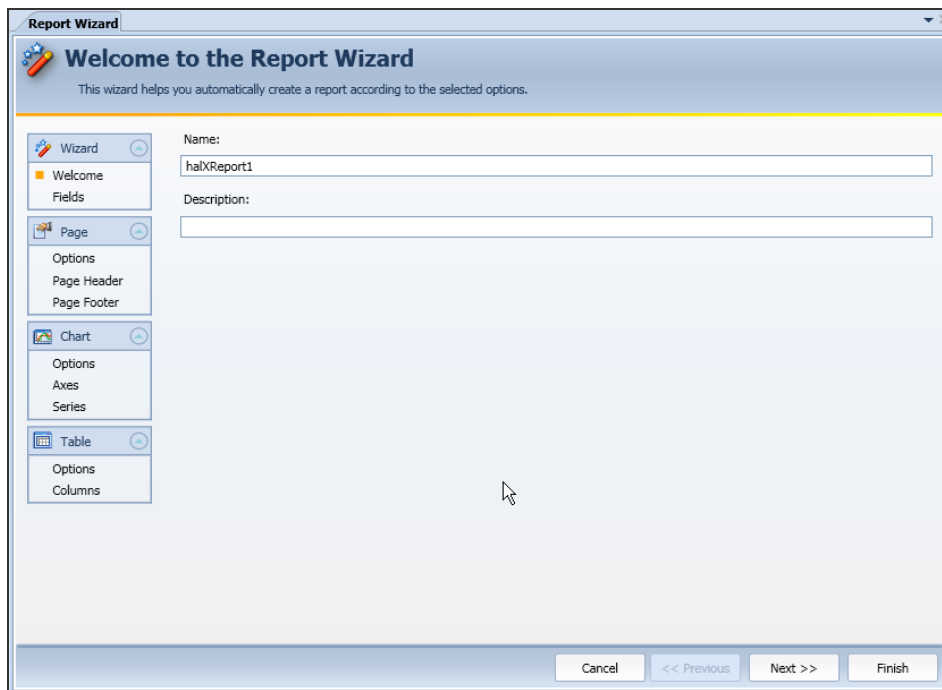 Report Wizard
Welcome to the Report Wizard
This wizard helps you automatically create a report according to the selected options.
Wizard
Welcome
Fields
Page
Options
Page Header
Page Footer
Chart
Options
Axes
Series
Table
Options
Columns
Name:
halXReport1
Description:
Cancel
<< Previous
Next >>
Finish